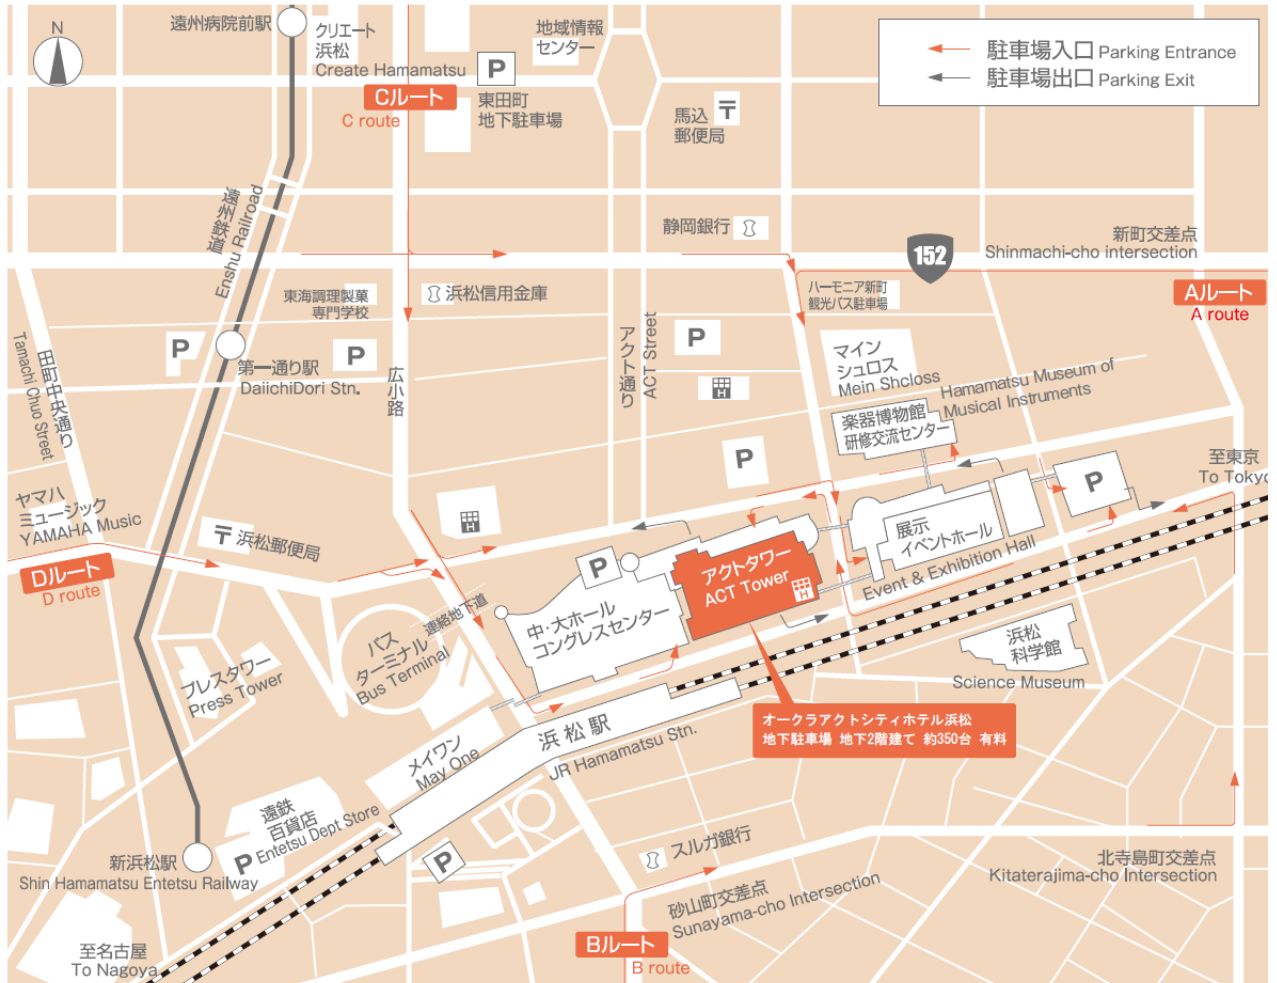 N
遠州病院前駅
クリエート
浜松
Create Hamamatsu
地域情報
センター
P
東田町
地下駐車場
Cルート
C route
馬込
郵便局
駐車場入口 Parking Entrance
駐車場出口 Parking Exit
遠州鉄道
Enshu Railroad
静岡銀行
152
新町交差点
Shinmachi-cho intersection
Aルート
A route
ハーモニア新町
観光バス駐車場
東海調理製菓
専門学校
浜松信用金庫
P
第一通り駅
DaiichiDori Stn.
P
広小路
アクト通り
ACT Street
P
H
マイン
シュロス
Mein Shcloss
田町中央通り
Tamachi Chuo Street
楽器博物館
研修交流センター
Hamamatsu Museum of
Musical Instruments
P
P
至東京
To Tokyo
ヤマハ
ミュージック
YAMAHA Music
浜松郵便局
H
Dルート
D route
P
アクトタワー
ACT Tower
H
展示
イベントホール
Event & Exhibition Hall
連絡地下道
中・大ホール
コングレスセンター
バス
ターミナル
Bus Terminal
プレスタワー
Press Tower
浜松
科学館
Science Museum
オークラアクトシティホテル浜松
地下駐車場 地下2階建て 約350台 有料
浜松駅
JR Hamamatsu Stn.
メイワン
May One
遠鉄
百貨店
Entetsu Dept Store
P
新浜松駅
Shin Hamamatsu Entetsu Railway
P
スルガ銀行
砂山町交差点
Sunayama-cho Intersection
北寺島町交差点
Kitaterajima-cho Intersection
Bルート
B route
至名古屋
To Nagoya